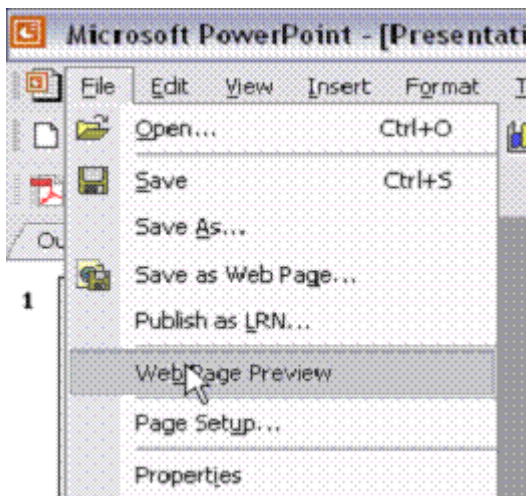 Microsoft PowerPoint - [Presentati
File Edit View Insert Format
Open... Ctrl+O
Save Ctrl+S
Save As...
Ou
Save as Web Page...
1
Publish as LRN...
Web Page Preview
Page Setup...
Properties